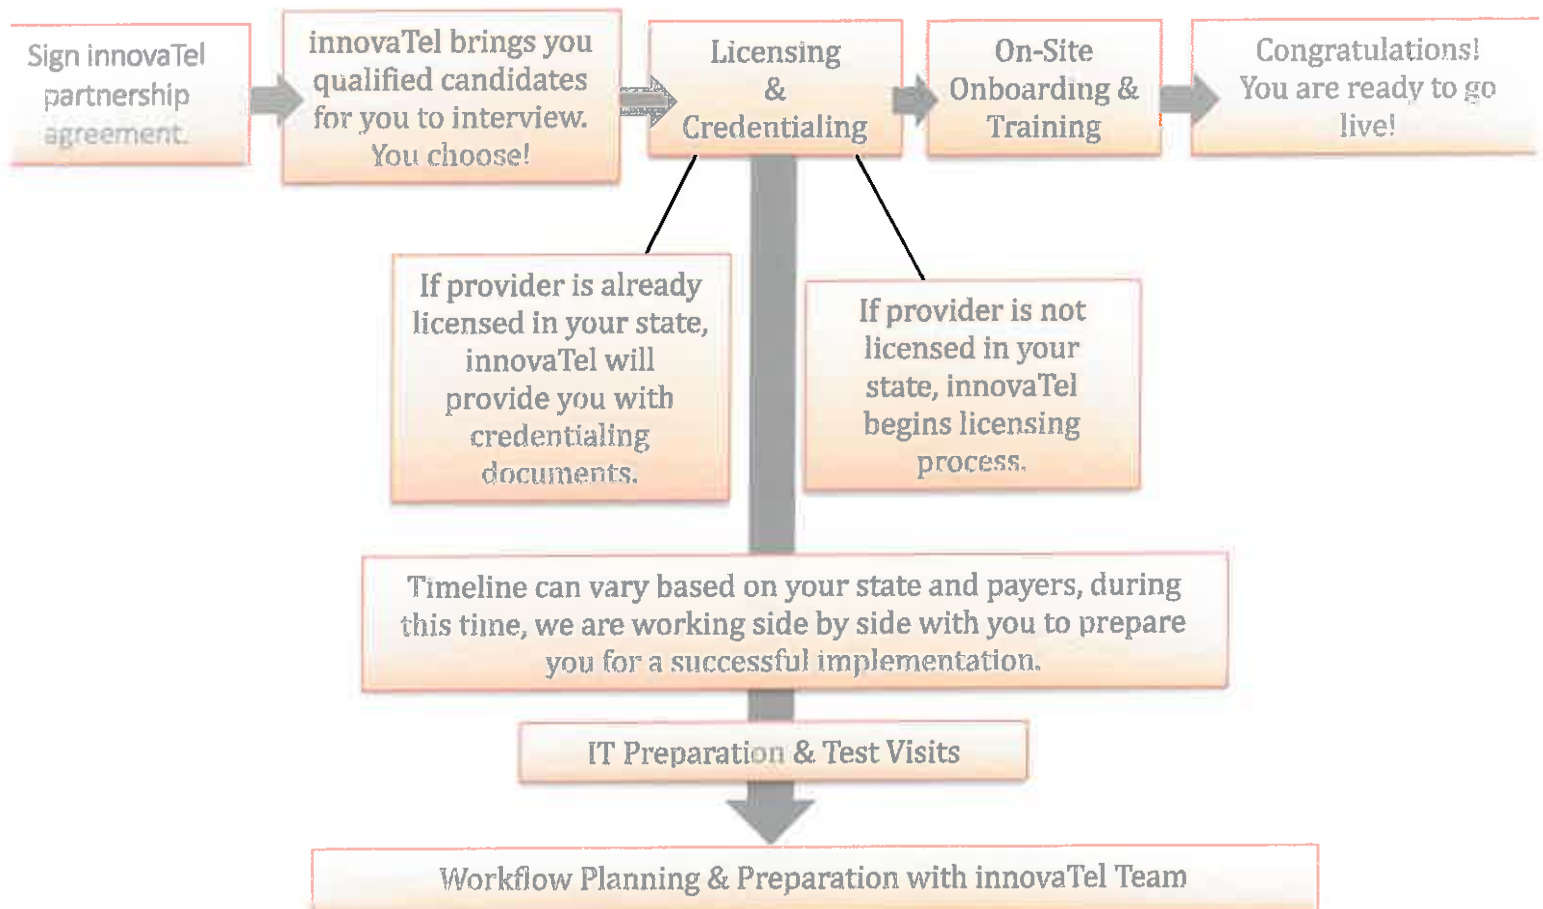 Sign innovaTel
partnership
agreement.
innovaTel brings you
qualified candidates
for you to interview.
You choose!
Licensing
&
Credentialing
On-Site
Onboarding &
Training
Congratulations!
You are ready to go
live!
If provider is already
licensed in your state,
innovaTel will
provide you with
credentialing
documents.
If provider is not
licensed in your
state, innovaTel
begins licensing
process.
Timeline can vary based on your state and payers, during
this time, we are working side by side with you to prepare
you for a successful implementation.
IT Preparation & Test Visits
Workflow Planning & Preparation with innovaTel Team